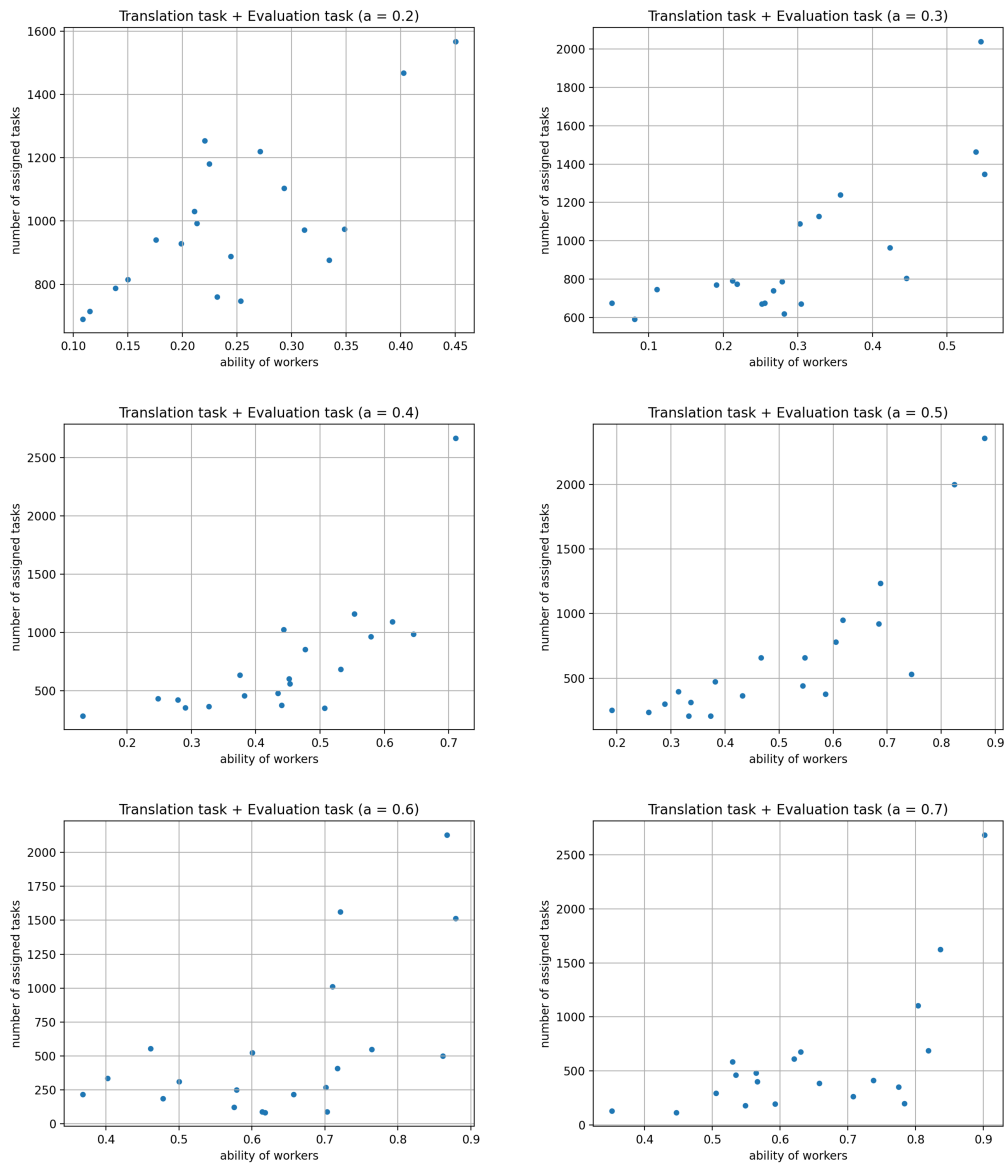 Translation task + Evaluation task (a = 0.2)
number of assigned tasks
1600
1400
1200
1000
800
0.10 0.15 0.20 0.25 0.30 0.35 0.40 0.45
ability of workers
Translation task + Evaluation task (a = 0.3)
number of assigned tasks
2000
1800
1600
1400
1200
1000
800
600
0.1 0.2 0.3 0.4 0.5
ability of workers
Translation task + Evaluation task (a = 0.4)
number of assigned tasks
2500
2000
1500
1000
500
0.2 0.3 0.4 0.5 0.6 0.7
ability of workers
Translation task + Evaluation task (a = 0.5)
number of assigned tasks
2000
1500
1000
500
0.2 0.3 0.4 0.5 0.6 0.7 0.8 0.9
ability of workers
Translation task + Evaluation task (a = 0.6)
number of assigned tasks
2000
1750
1500
1250
1000
750
500
250
0
0.4 0.5 0.6 0.7 0.8 0.9
ability of workers
Translation task + Evaluation task (a = 0.7)
number of assigned tasks
2500
2000
1500
1000
500
0
0.4 0.5 0.6 0.7 0.8 0.9
ability of workers